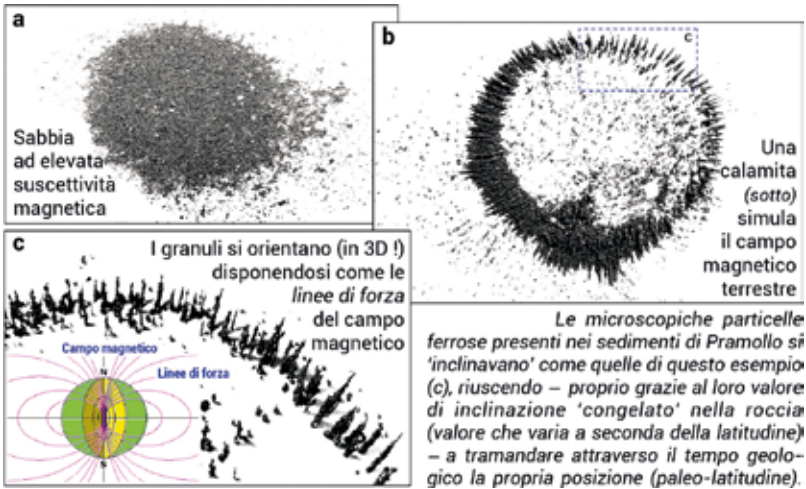 a
Sabbia
ad elevata
suscettività
magnetica
b
c
Una
calamita
(sotto)
simula
il campo
magnetico
terrestre
c
I granuli si orientano (in 3D !)
disponendosi come le
linee di forza
del campo
magnetico
Campo magnetico
Linee di forza
N
S
Le microscopiche particelle
ferrose presenti nei sedimenti di Pramollo si
'inclinavano' come quelle di questo esempio
(c), riuscendo – proprio grazie al loro valore
di inclinazione 'congelato' nella roccia
(valore che varia a seconda della latitudine)
– a tramandare attraverso il tempo geolo-
gico la propria posizione (paleo-latitudine).